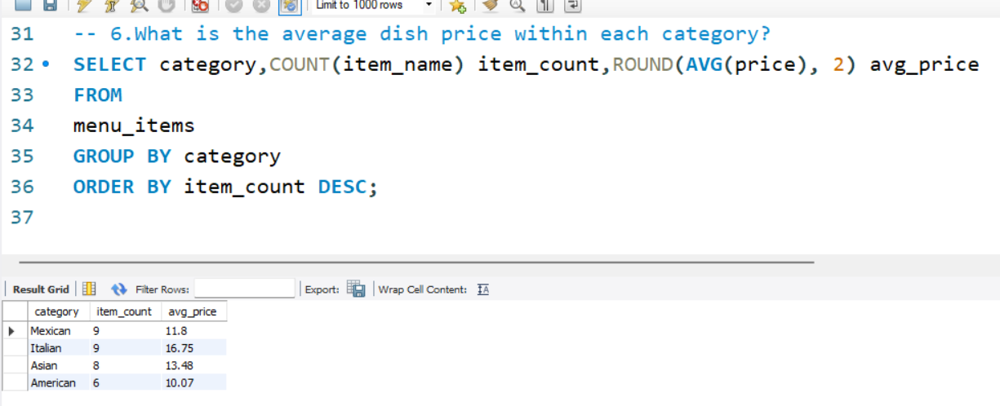 Limit to 1000 rows
31 -- 6.What is the average dish price within each category?
32 SELECT category,COUNT(item_name) item_count,ROUND(AVG(price), 2) avg_price
33 FROM
34 menu_items
35 GROUP BY category
36 ORDER BY item_count DESC;
37
Result Grid Filter Rows: Export: Wrap Cell Content: IA
category item_count avg_price
Mexican 9 11.8
Italian 9 16.75
Asian 8 13.48
American 6 10.07